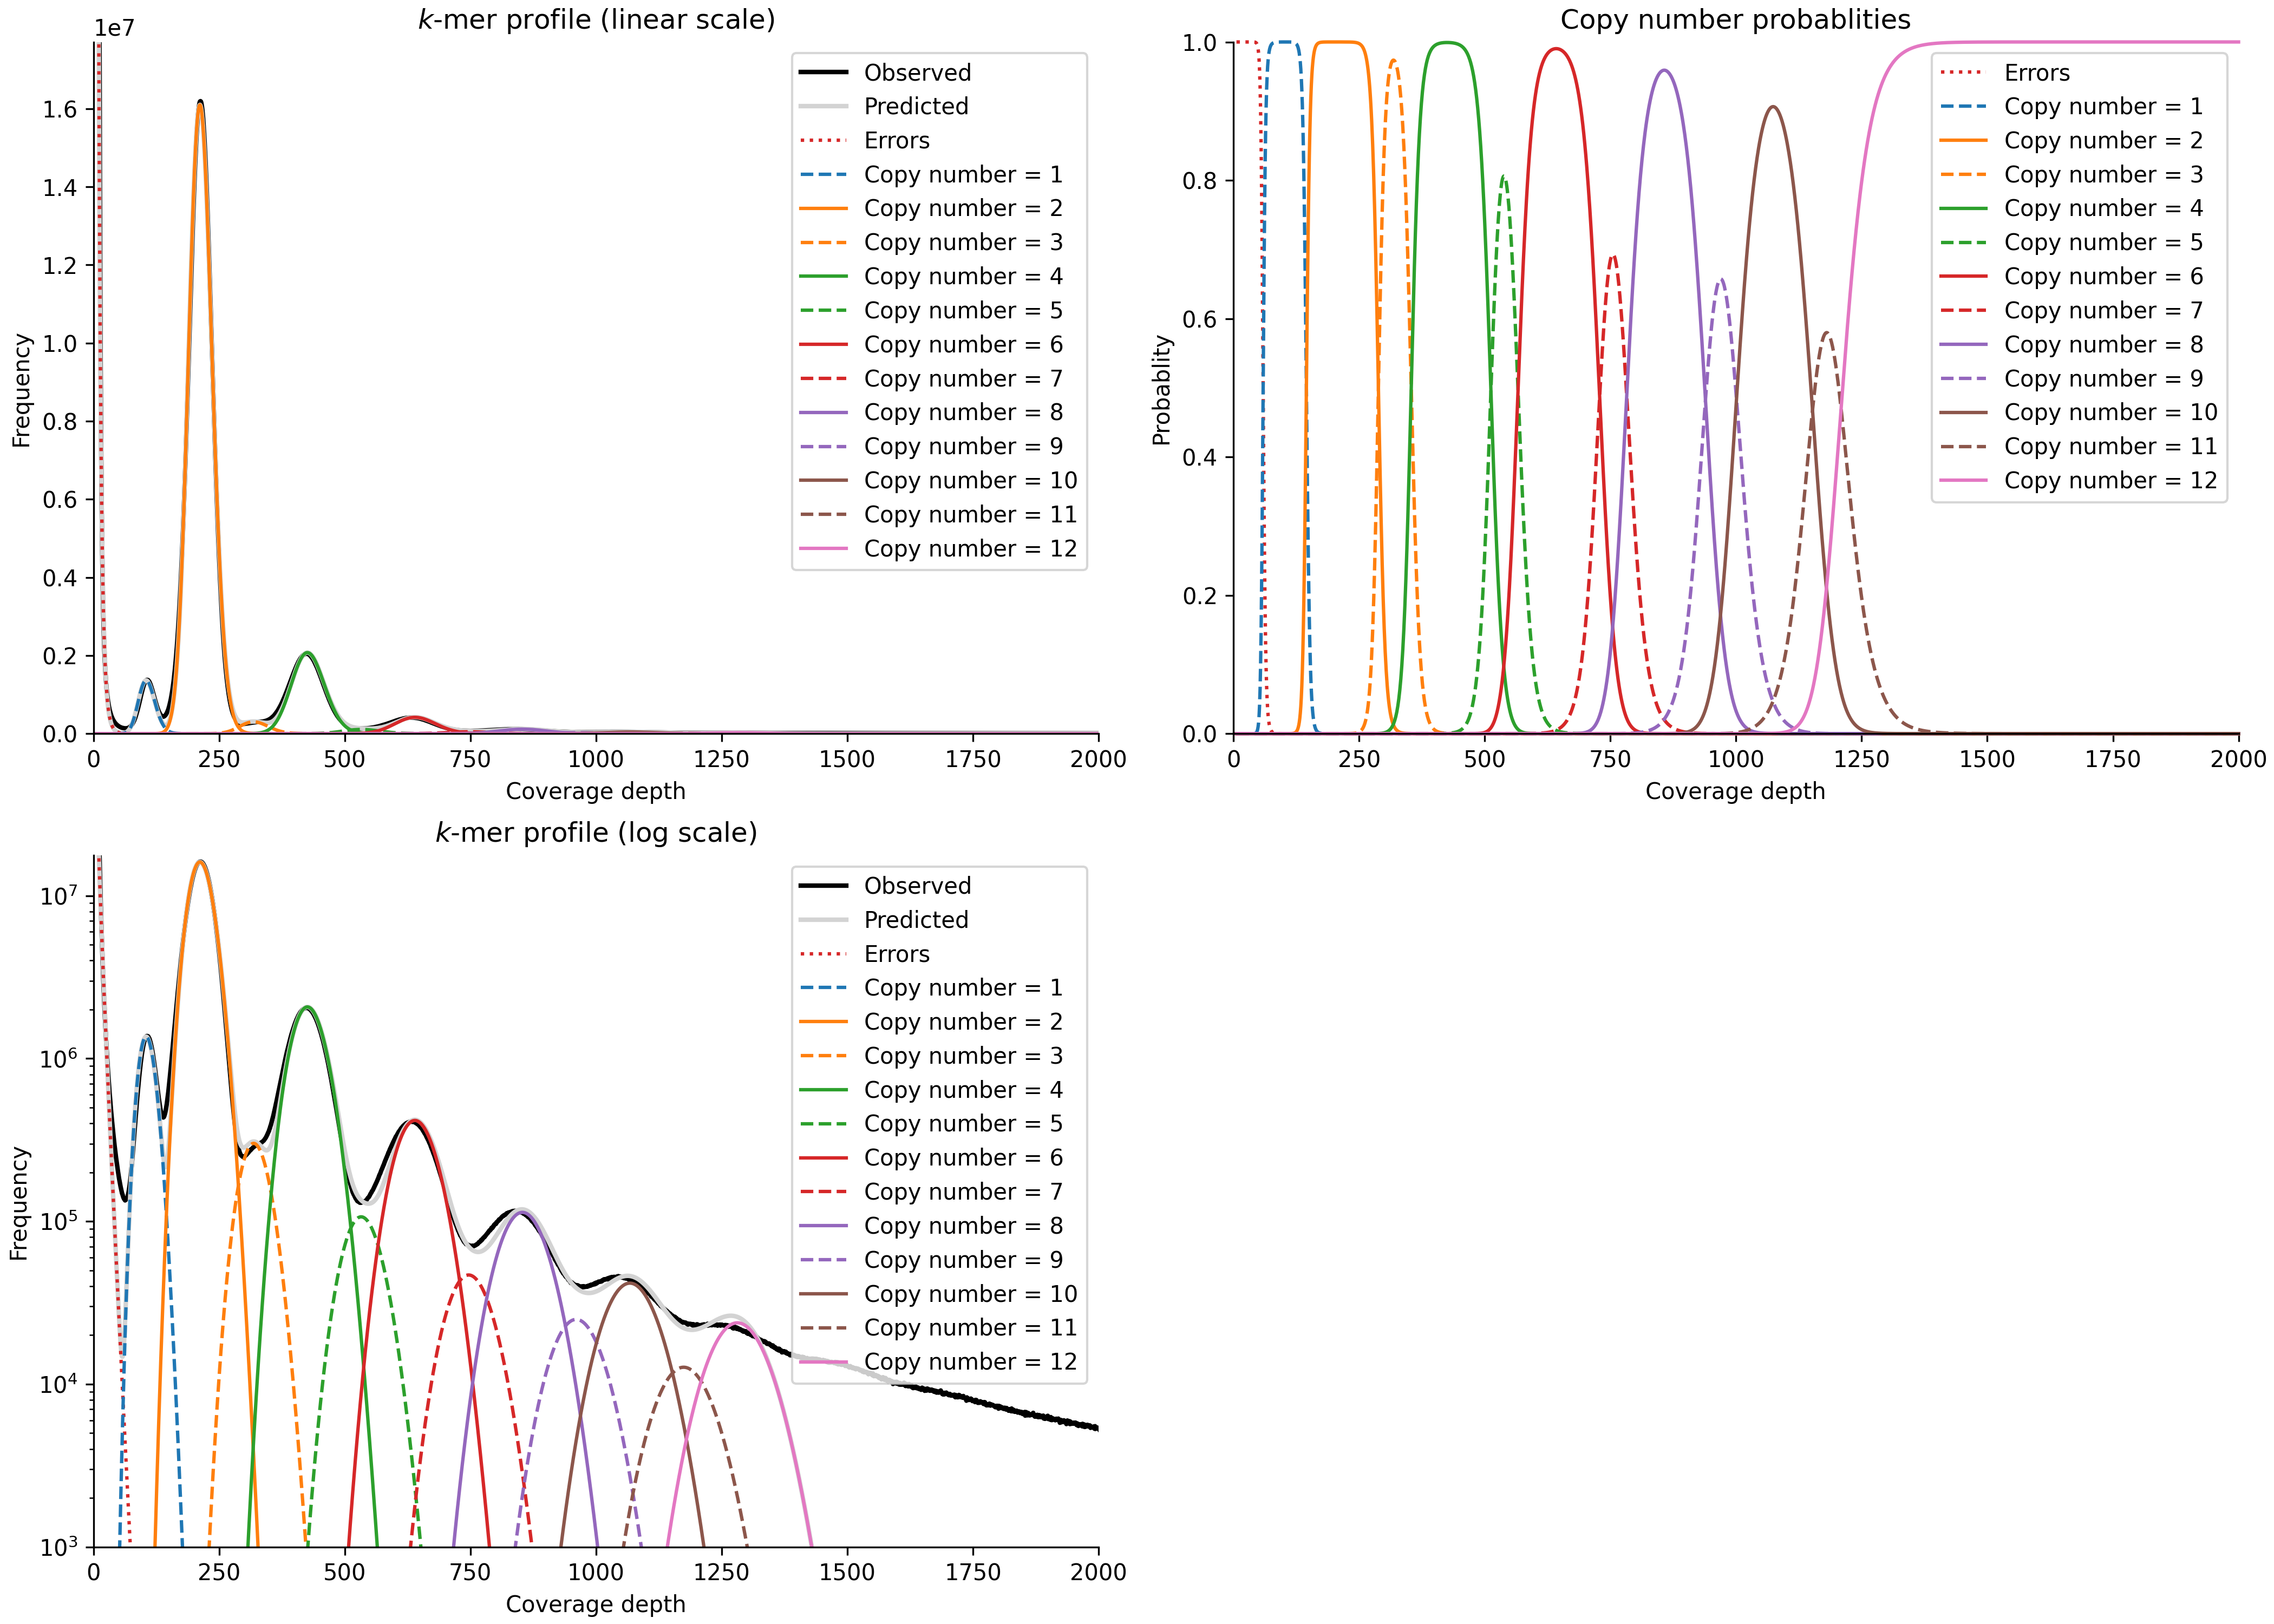 k-mer profile (linear scale)
1e7
1.6
1.4
1.2
1.0
0.8
0.6
0.4
0.2
0.0
Frequency
0 250 500 750 1000 1250 1500 1750 2000
Coverage depth
Observed
Predicted
Errors
Copy number = 1
Copy number = 2
Copy number = 3
Copy number = 4
Copy number = 5
Copy number = 6
Copy number = 7
Copy number = 8
Copy number = 9
Copy number = 10
Copy number = 11
Copy number = 12
Copy number probablities
1.0
0.8
0.6
0.4
0.2
0.0
Probablity
0 250 500 750 1000 1250 1500 1750 2000
Coverage depth
Errors
Copy number = 1
Copy number = 2
Copy number = 3
Copy number = 4
Copy number = 5
Copy number = 6
Copy number = 7
Copy number = 8
Copy number = 9
Copy number = 10
Copy number = 11
Copy number = 12
k-mer profile (log scale)
10⁷
10⁶
10⁵
10⁴
10³
Frequency
0 250 500 750 1000 1250 1500 1750 2000
Coverage depth
Observed
Predicted
Errors
Copy number = 1
Copy number = 2
Copy number = 3
Copy number = 4
Copy number = 5
Copy number = 6
Copy number = 7
Copy number = 8
Copy number = 9
Copy number = 10
Copy number = 11
Copy number = 12